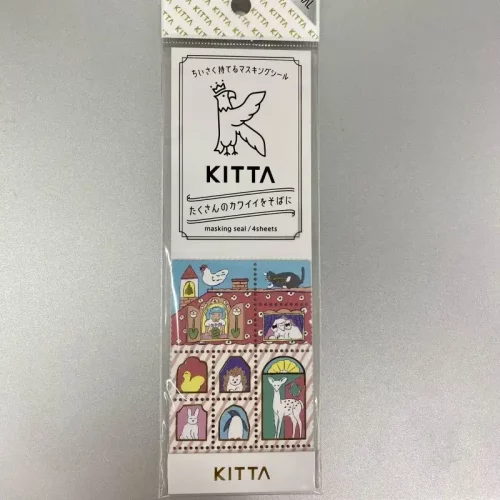 ちいさく持てるマスキングシール
KITTA
たくさんのカワイイをそばに
masking seal / 4sheets
KITTA